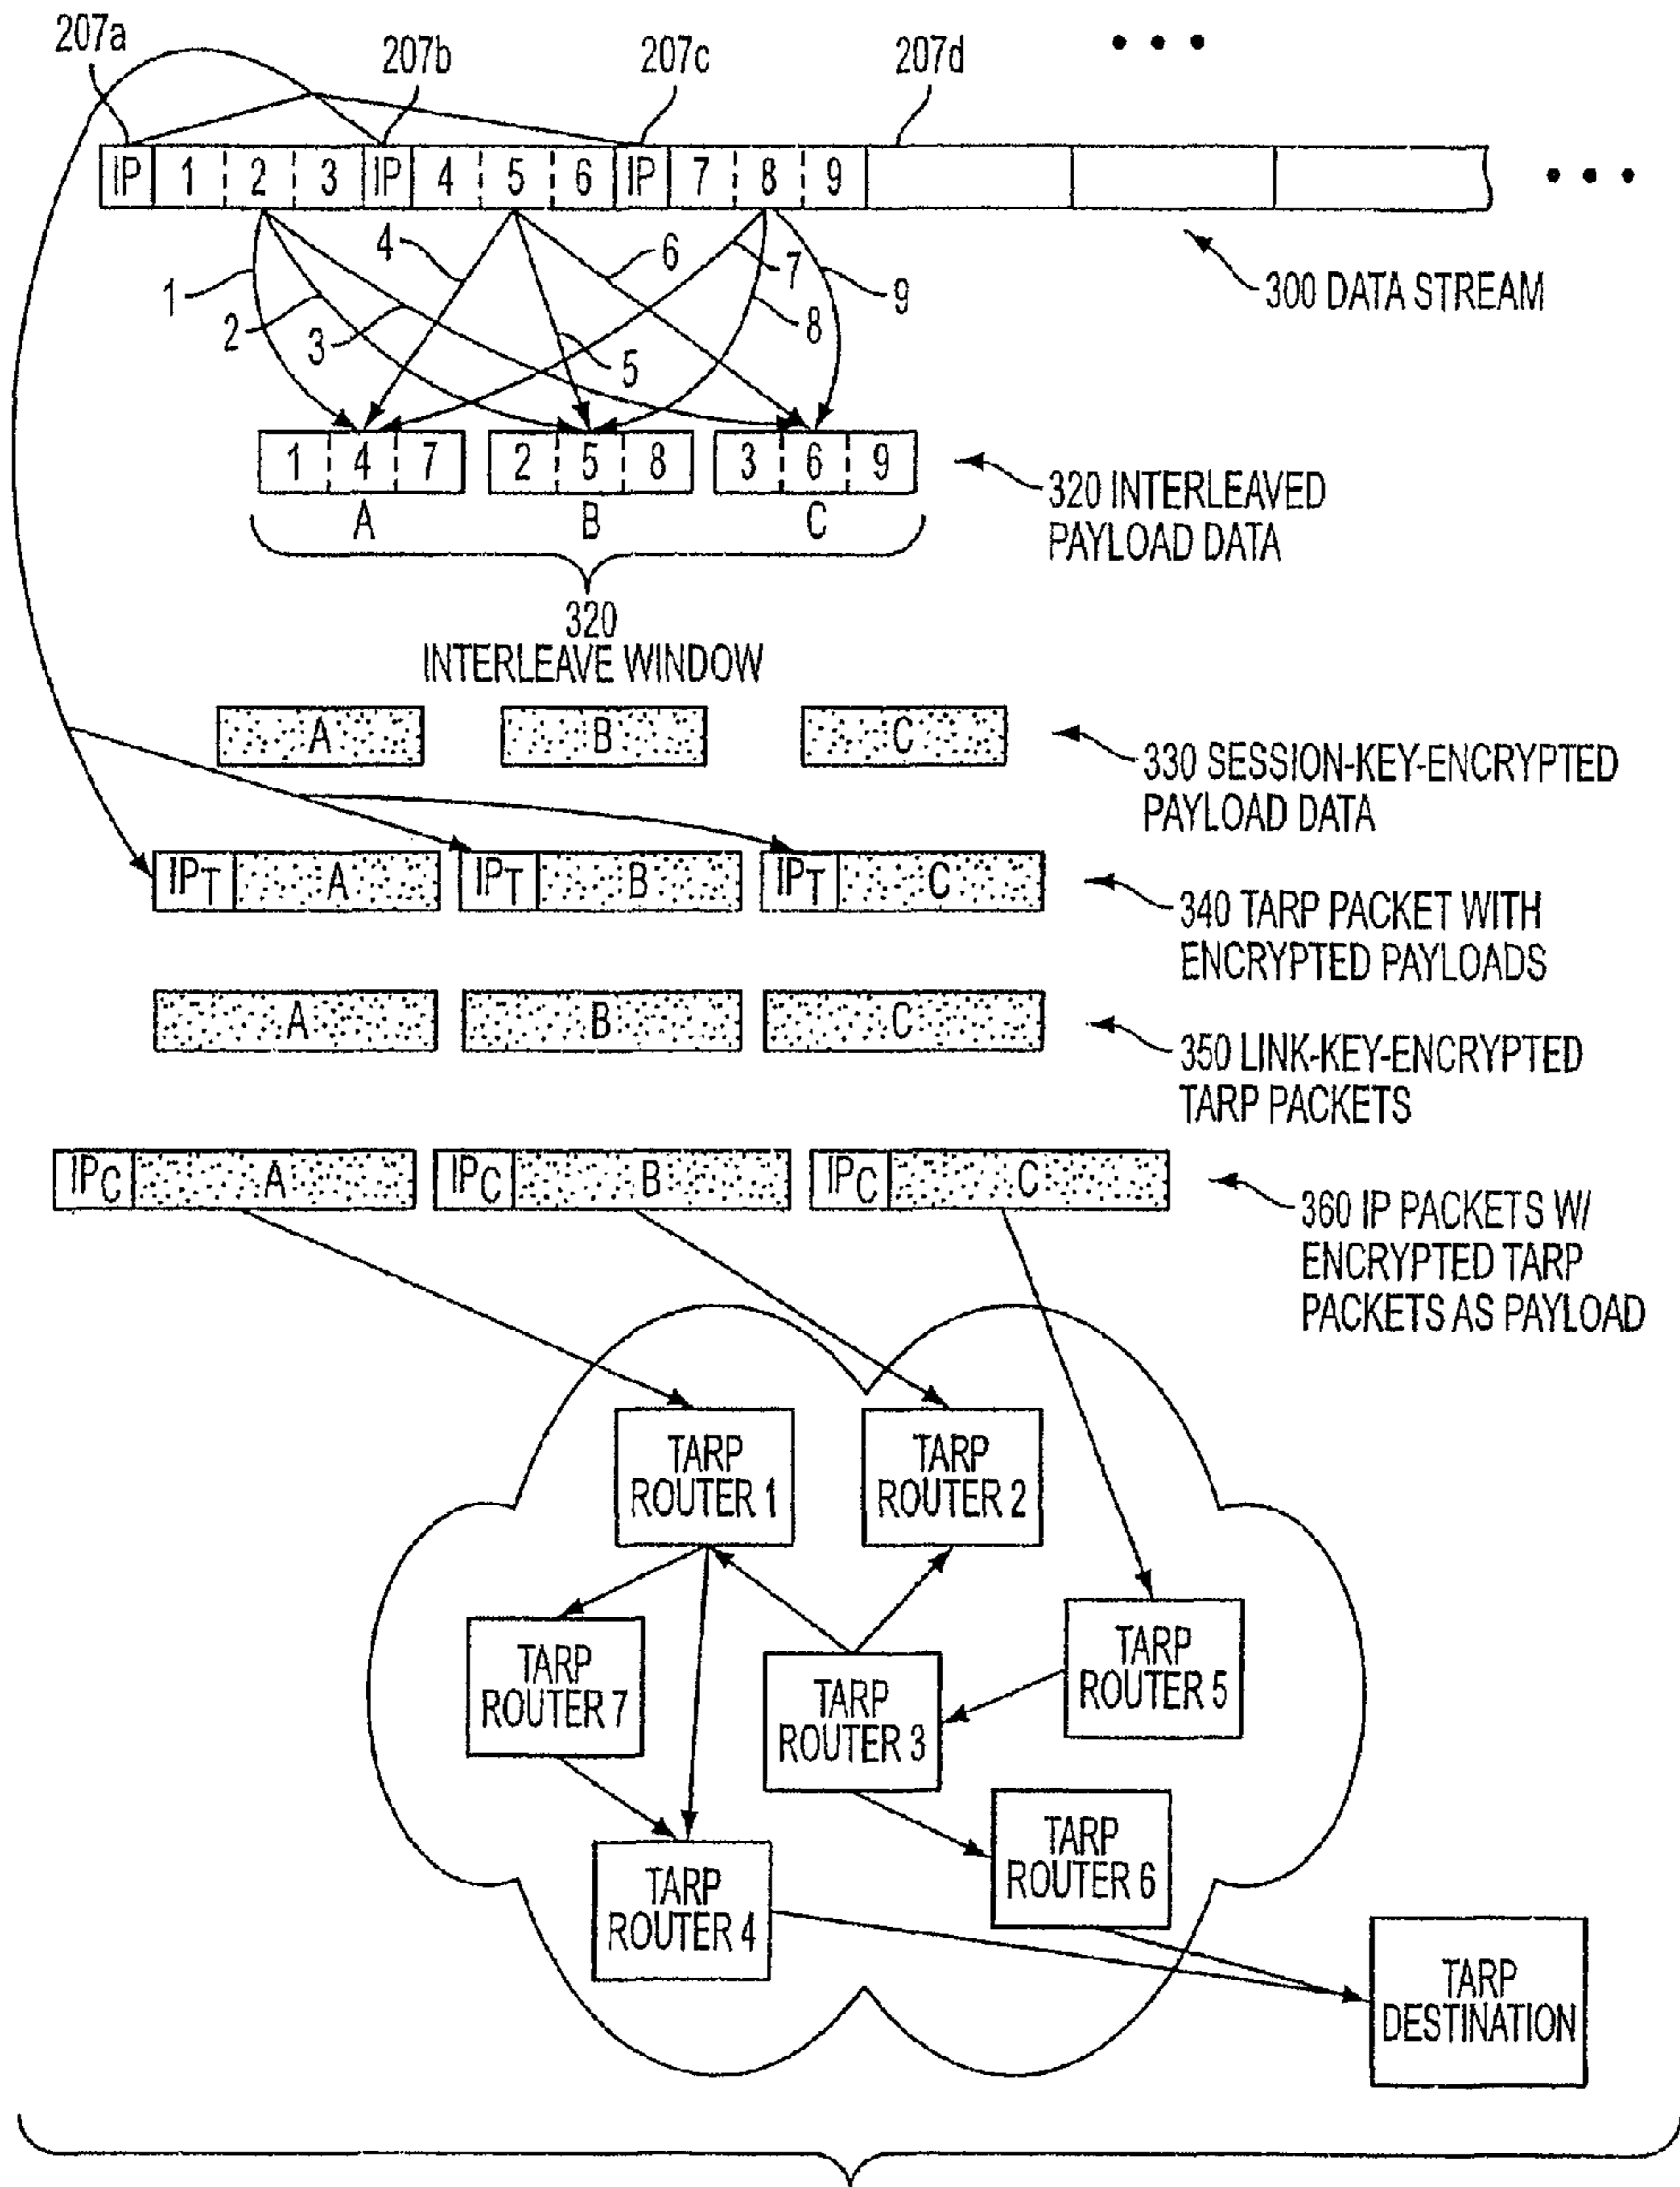 207a 207b 207c 207d
IP 1 2 3 IP 4 5 6 IP 7 8 9
1 2 3 4 5 6 7 8 9
300 DATA STREAM
1 4 7 2 5 8 3 6 9
A B C
320 INTERLEAVED
PAYLOAD DATA
320
INTERLEAVE WINDOW
A B C
330 SESSION-KEY-ENCRYPTED
PAYLOAD DATA
IPT A IPT B IPT C
340 TARP PACKET WITH
ENCRYPTED PAYLOADS
A B C
350 LINK-KEY-ENCRYPTED
TARP PACKETS
IPC A IPC B IPC C
360 IP PACKETS W/
ENCRYPTED TARP
PACKETS AS PAYLOAD
TARP
ROUTER 1
TARP
ROUTER 2
TARP
ROUTER 7
TARP
ROUTER 3
TARP
ROUTER 5
TARP
ROUTER 4
TARP
ROUTER 6
TARP
DESTINATION